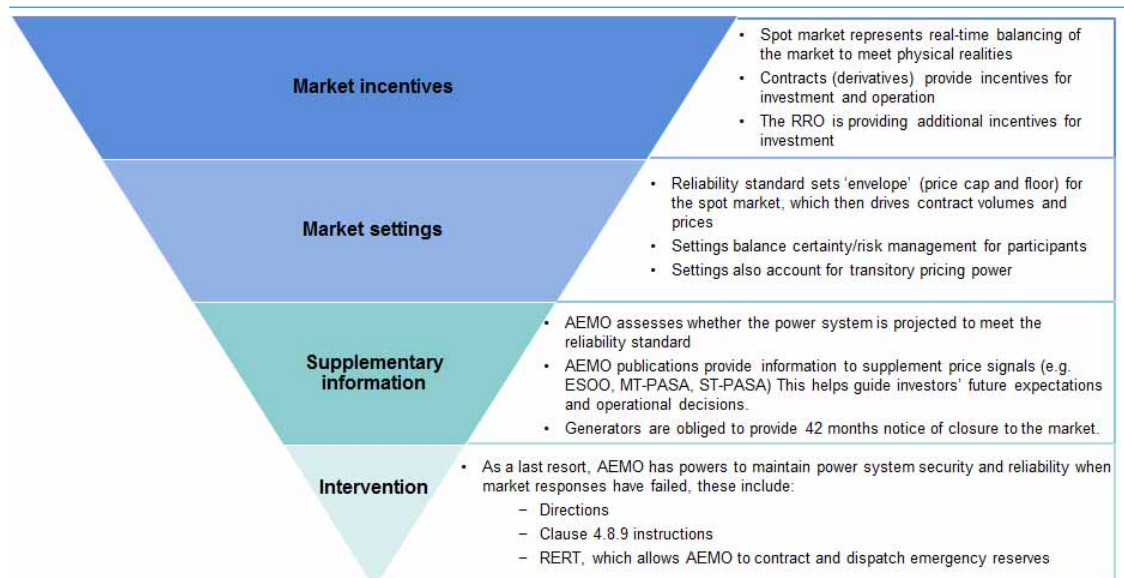 Market incentives
• Spot market represents real-time balancing of
the market to meet physical realities
• Contracts (derivatives) provide incentives for
investment and operation
• The RRO is providing additional incentives for
investment
Market settings
• Reliability standard sets ‘envelope’ (price cap and floor) for
the spot market, which then drives contract volumes and
prices
• Settings balance certainty/risk management for participants
• Settings also account for transitory pricing power
Supplementary
information
• AEMO assesses whether the power system is projected to meet the
reliability standard
• AEMO publications provide information to supplement price signals (e.g.
ESOO, MT-PASA, ST-PASA) This helps guide investors’ future expectations
and operational decisions.
• Generators are obliged to provide 42 months notice of closure to the market.
Intervention
• As a last resort, AEMO has powers to maintain power system security and reliability when
market responses have failed, these include:
– Directions
– Clause 4.8.9 instructions
– RERT, which allows AEMO to contract and dispatch emergency reserves